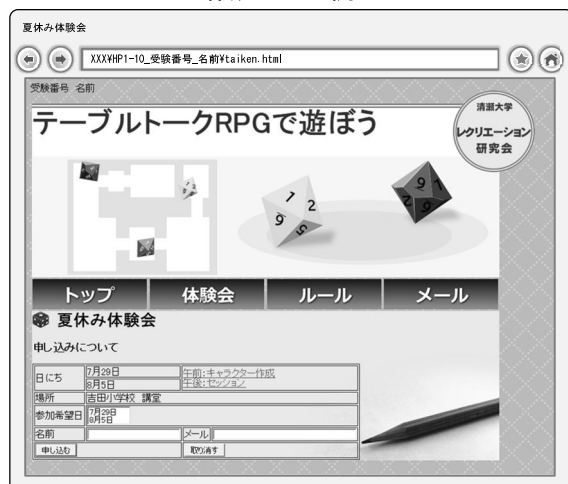 夏休み体験会
XXX¥HP1-10_受験番号_名前¥taiken.html
受験番号 名前
テーブルトークRPGで遊ぼう
清瀬大学
レクリエーション
研究会
トップ 体験会 ルール メール
夏休み体験会
申し込みについて
日にち 7月29日 午前:キャラクター作成
8月5日 午後:セッション
場所 吉田小学校 講堂
参加希望日 7月29日
8月5日
名前 メール
申し込む 取り消す